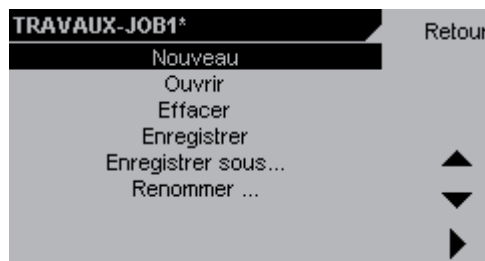 TRAVAUX-JOB1*
Retour
Nouveau
Ouvrir
Effacer
Enregistrer
Enregistrer sous...
Renommer ...